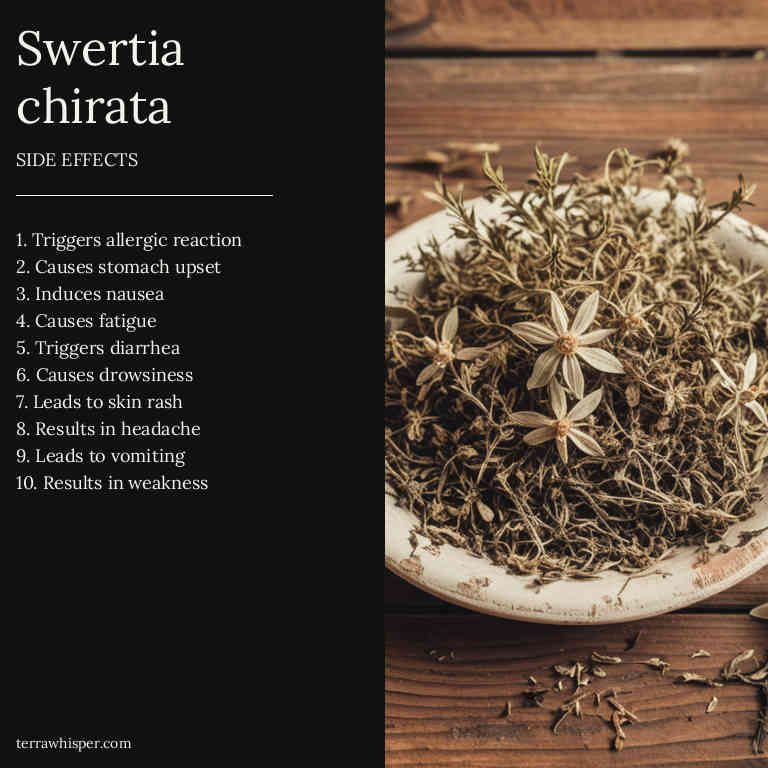 Swertia
chirata
SIDE EFFECTS
1. Triggers allergic reaction
2. Causes stomach upset
3. Induces nausea
4. Causes fatigue
5. Triggers diarrhea
6. Causes drowsiness
7. Leads to skin rash
8. Results in headache
9. Leads to vomiting
10. Results in weakness
terrawhisper.com